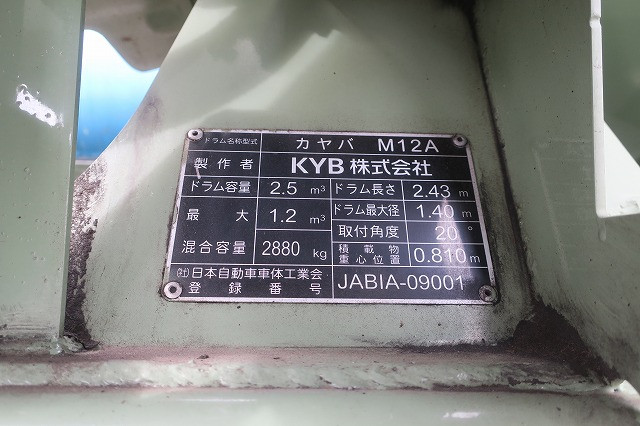 ドラム名称型式 カヤバ M12A
製作者 KYB 株式会社
ドラム容量 2.5 m³ ドラム長さ 2.43 m
最大 1.2 m³ ドラム最大径 1.40 m
混合容量 2880 kg 取付角度 20°
積載物重心位置 0.810 m
(社)日本自動車車体工業会
登録番号 JABIA-09001